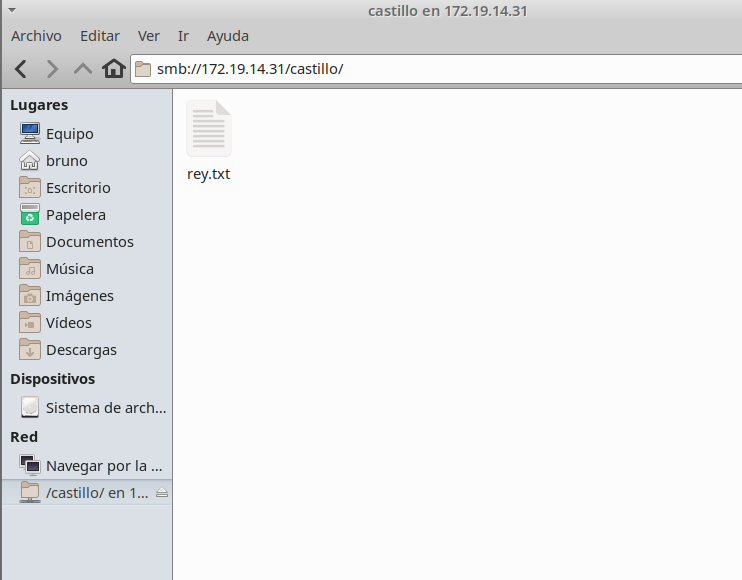 castillo en 172.19.14.31
Archivo Editar Ver Ir Ayuda
smb://172.19.14.31/castillo/
Lugares
Equipo
bruno
Escritorio
Papelera
Documentos
Música
Imágenes
Vídeos
Descargas
Dispositivos
Sistema de arch...
Red
Navegar por la ...
/castillo/ en 1...
rey.txt